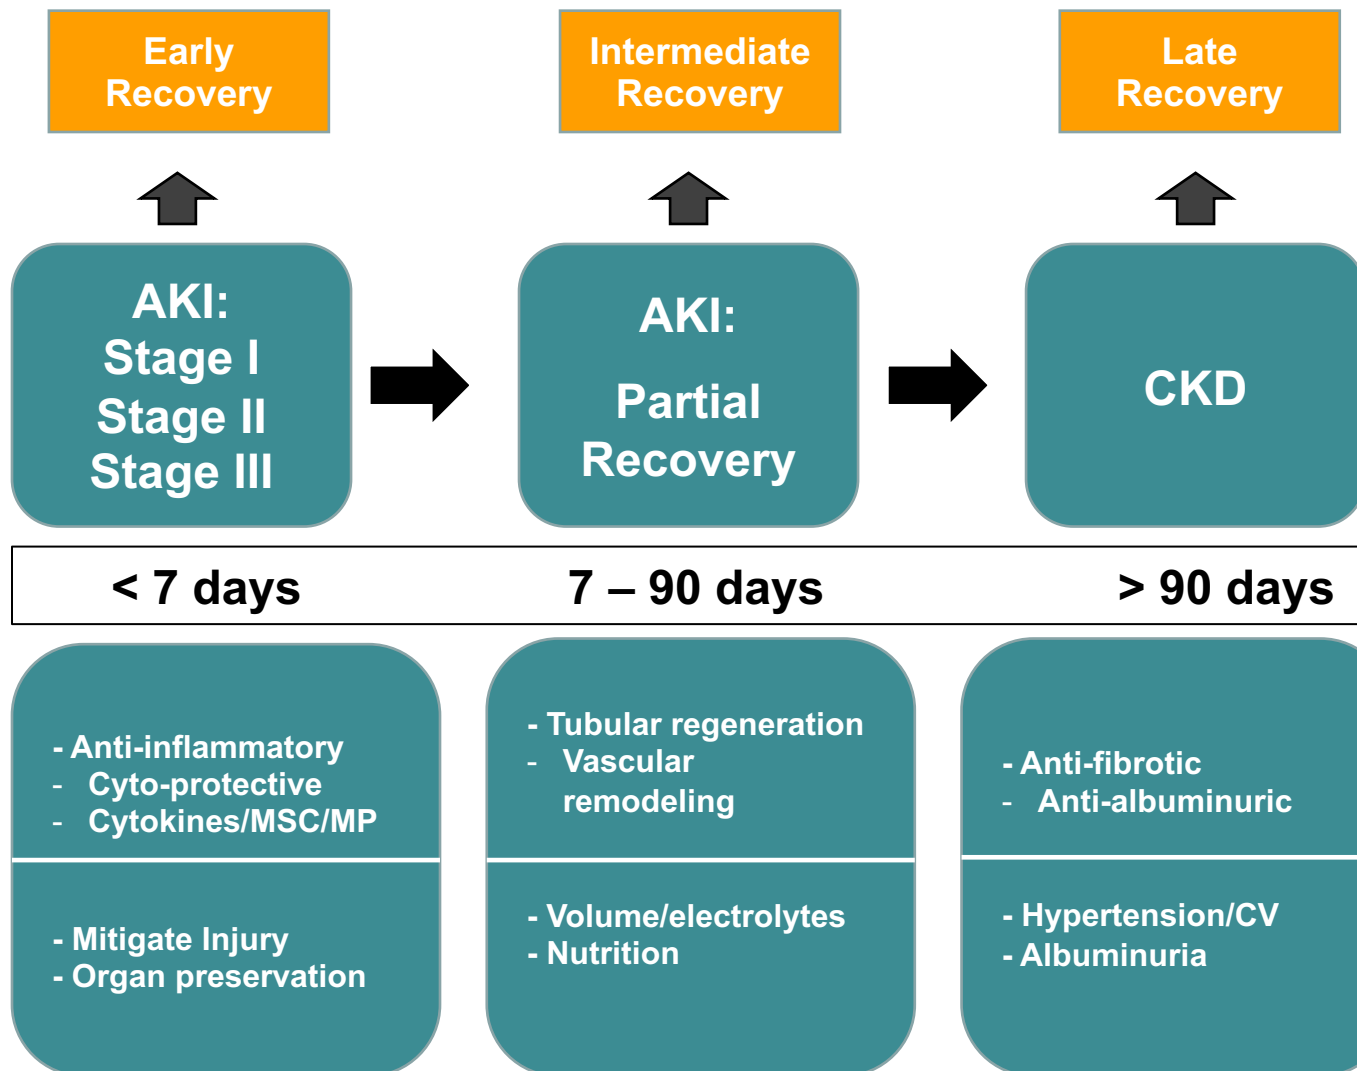 Early
Recovery
Intermediate
Recovery
Late
Recovery
AKI:
Stage I
Stage II
Stage III
AKI:
Partial
Recovery
CKD
< 7 days
7 – 90 days
> 90 days
- Anti-inflammatory
- Cyto-protective
- Cytokines/MSC/MP
- Mitigate Injury
- Organ preservation
- Tubular regeneration
- Vascular
remodeling
- Volume/electrolytes
- Nutrition
- Anti-fibrotic
- Anti-albuminuric
- Hypertension/CV
- Albuminuria